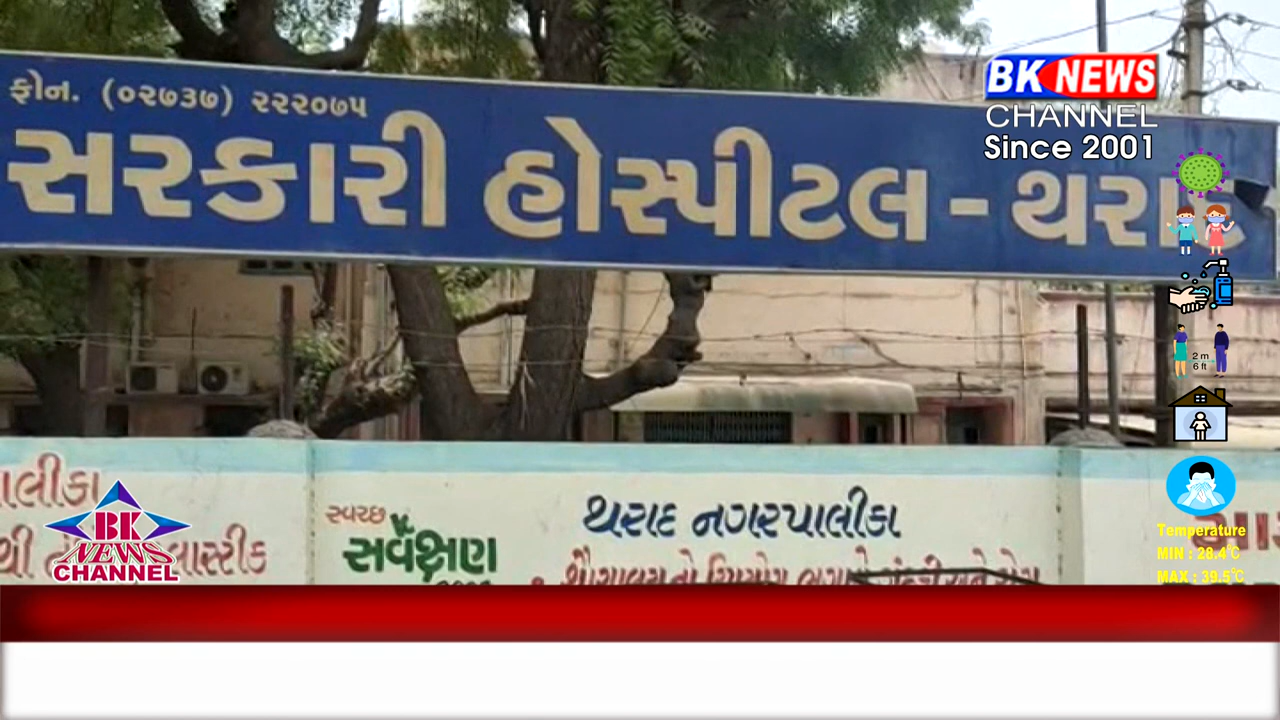 ફોન. (૦૨૭૩૭) ૨૨૨૦૭૫
સરકારી હોસ્પીટલ - થરાદ
BK NEWS
CHANNEL
Since 2001
2 m
6 ft
Temperature
MIN : 28.4°C
MAX : 39.5°C
સ્વચ્છ
સર્વેક્ષણ
થરાદ નગરપાલીકા
BK
NEWS
CHANNEL